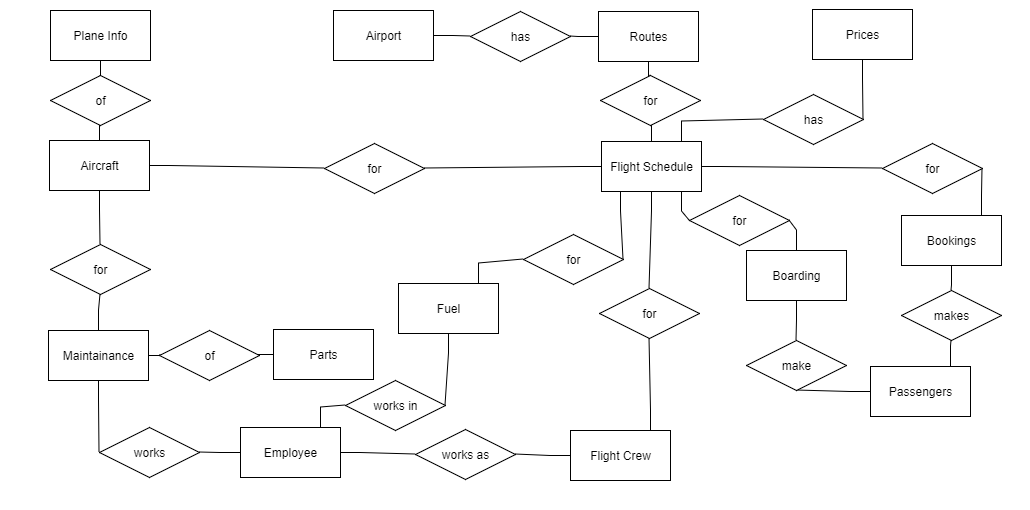 Plane Info
Airport
has
Routes
Prices
of
for
has
Aircraft
for
Flight Schedule
for
for
Bookings
for
for
Boarding
Fuel
for
makes
Maintainance
of
Parts
make
Passengers
works in
works
Employee
works as
Flight Crew